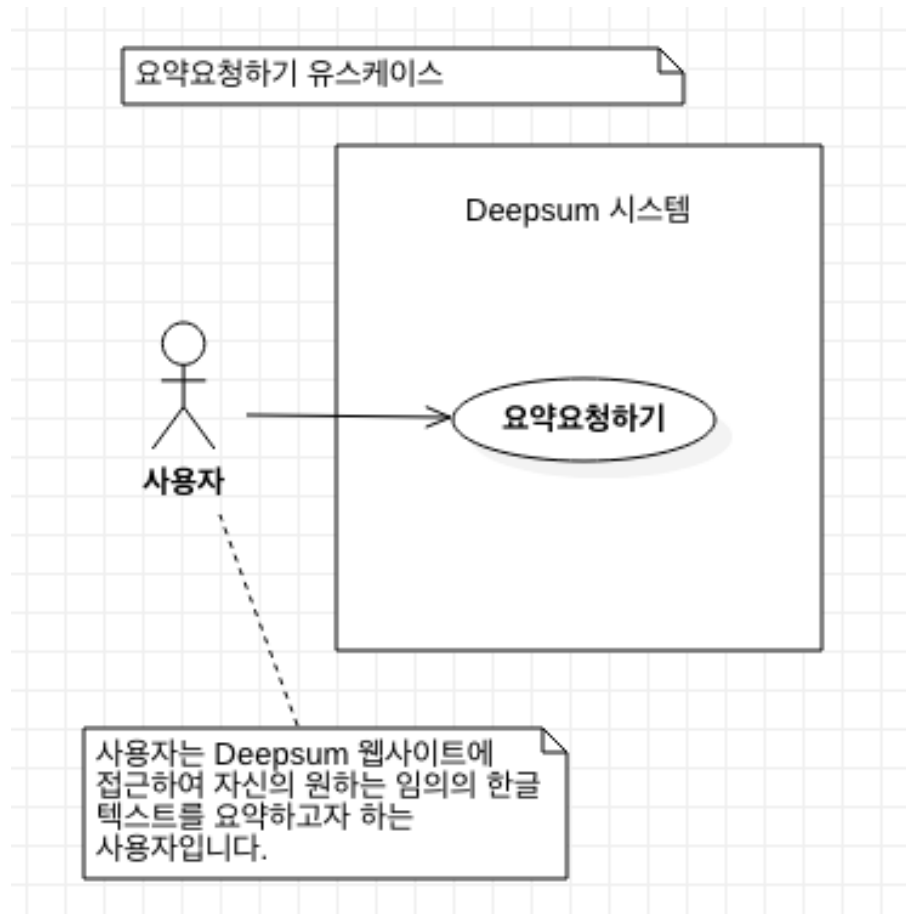 요약요청하기 유스케이스
Deepsum 시스템
요약요청하기
사용자
사용자는 Deepsum 웹사이트에
접근하여 자신의 원하는 임의의 한글
텍스트를 요약하고자 하는
사용자입니다.